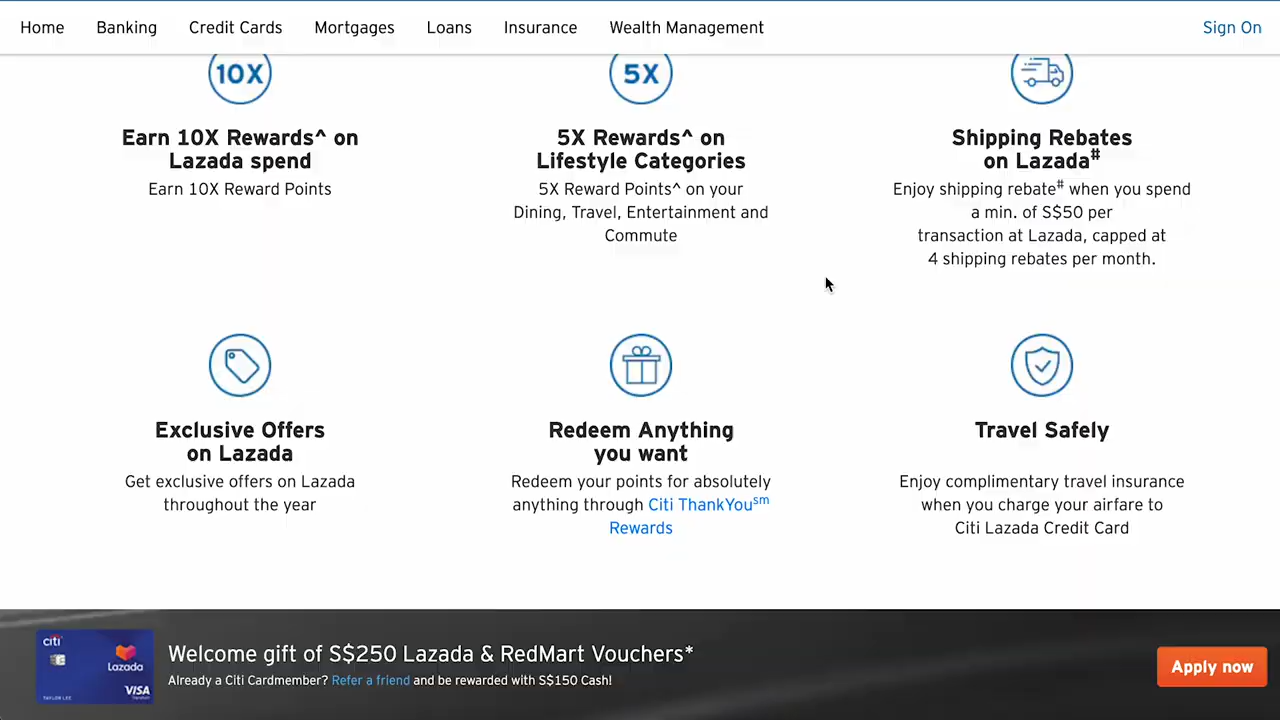 Home Banking Credit Cards Mortgages Loans Insurance Wealth Management Sign On
10X
Earn 10X Rewards^ on
Lazada spend
Earn 10X Reward Points
5X
5X Rewards^ on
Lifestyle Categories
5X Reward Points^ on your
Dining, Travel, Entertainment and
Commute
Shipping Rebates
on Lazada#
Enjoy shipping rebate# when you spend
a min. of S$50 per
transaction at Lazada, capped at
4 shipping rebates per month.
Exclusive Offers
on Lazada
Get exclusive offers on Lazada
throughout the year
Redeem Anything
you want
Redeem your points for absolutely
anything through Citi ThankYou℠
Rewards
Travel Safely
Enjoy complimentary travel insurance
when you charge your airfare to
Citi Lazada Credit Card
citi
Lazada
VISA
TAYLOR LEE
Welcome gift of S$250 Lazada & RedMart Vouchers*
Already a Citi Cardmember? Refer a friend and be rewarded with S$150 Cash!
Apply now